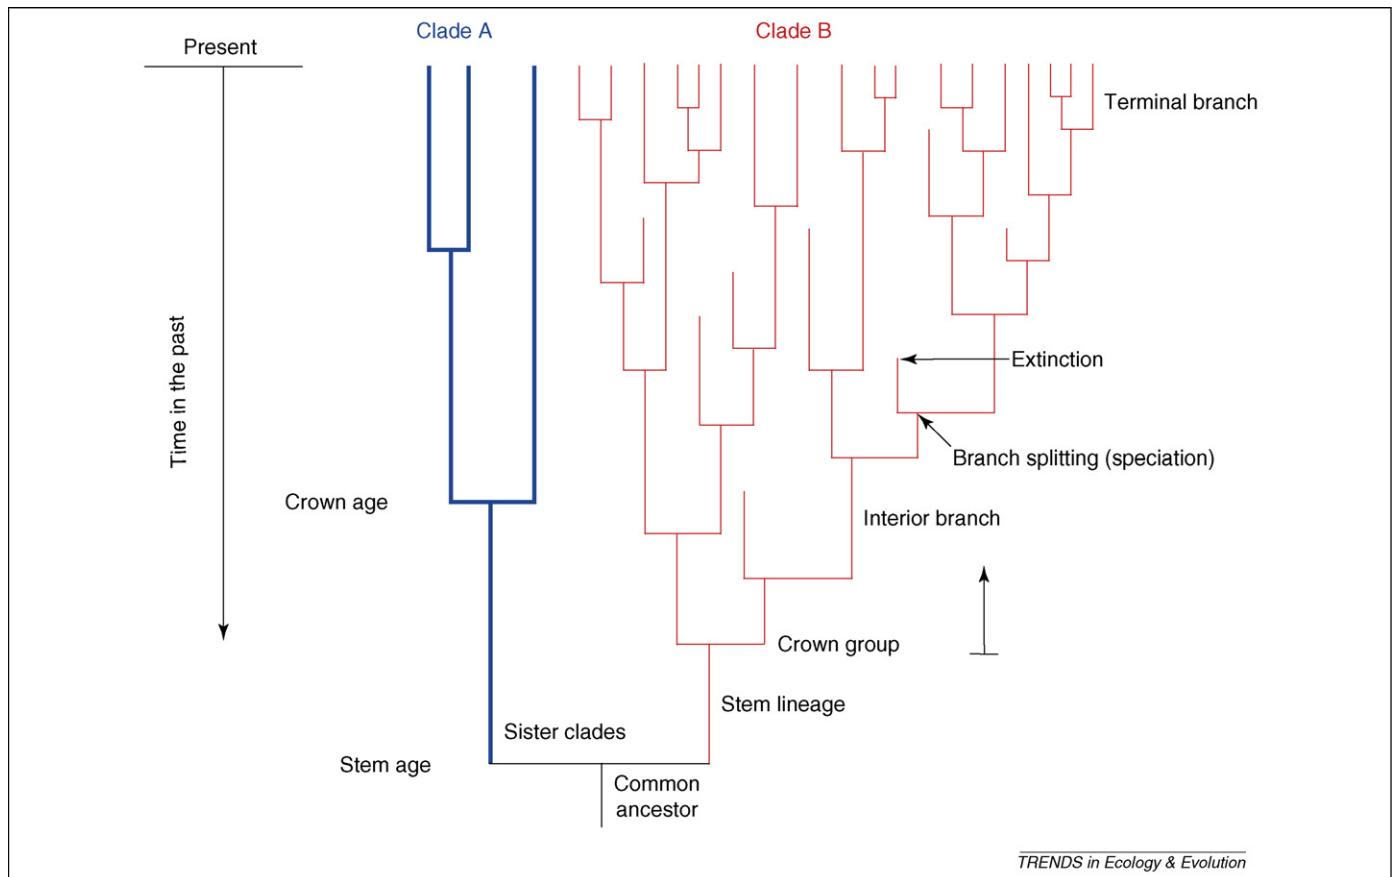 Clade A
Clade B
Present
Terminal branch
Time in the past
Extinction
Branch splitting (speciation)
Crown age
Interior branch
Crown group
Stem lineage
Sister clades
Stem age
Common
ancestor
TRENDS in Ecology & Evolution